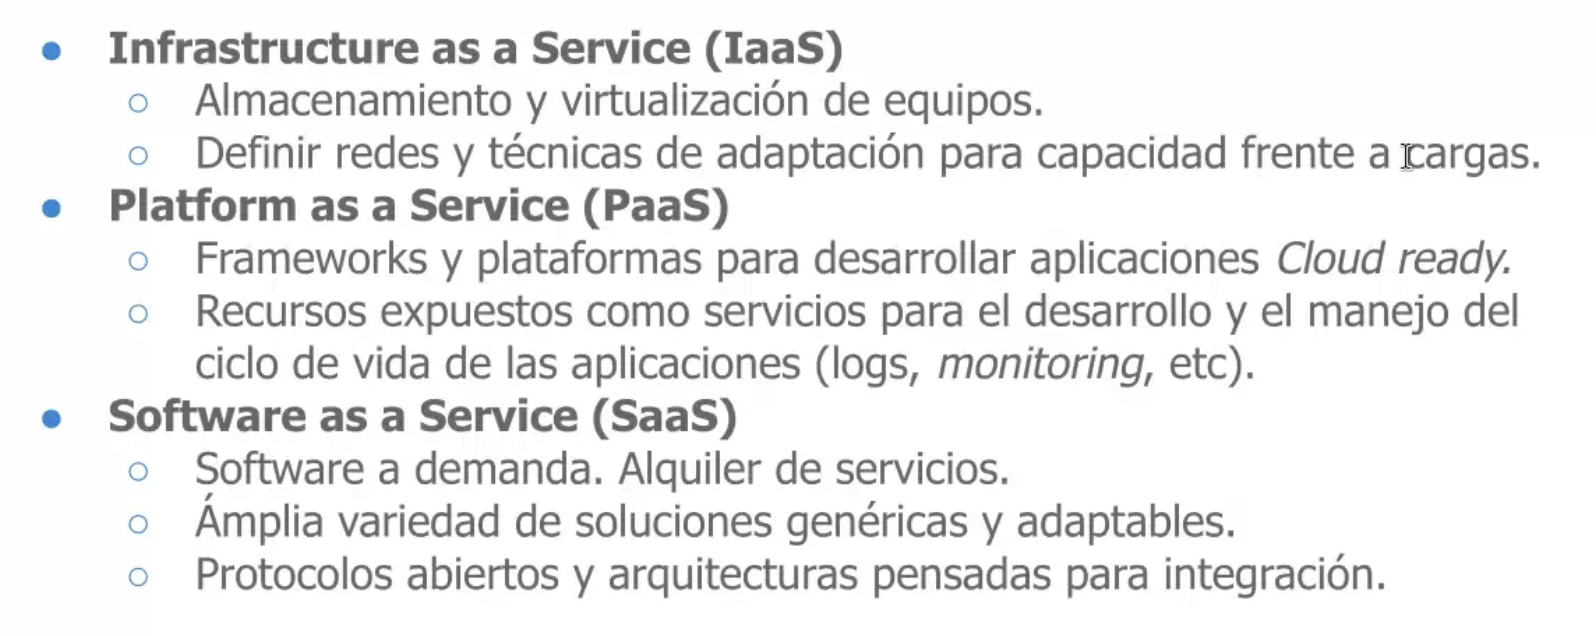 ● Infrastructure as a Service (IaaS)
○ Almacenamiento y virtualización de equipos.
○ Definir redes y técnicas de adaptación para capacidad frente a cargas.
● Platform as a Service (PaaS)
○ Frameworks y plataformas para desarrollar aplicaciones Cloud ready.
○ Recursos expuestos como servicios para el desarrollo y el manejo del
ciclo de vida de las aplicaciones (logs, monitoring, etc).
● Software as a Service (SaaS)
○ Software a demanda. Alquiler de servicios.
○ Ámplia variedad de soluciones genéricas y adaptables.
○ Protocolos abiertos y arquitecturas pensadas para integración.